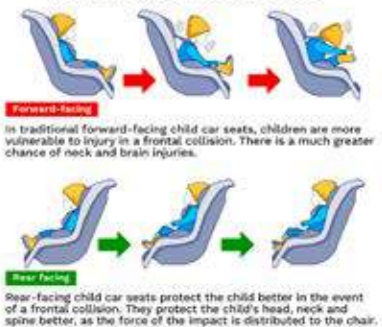 Forward-facing
In traditional forward-facing child car seats, children are more
vulnerable to injury in a frontal collision. There is a much greater
chance of neck and brain injuries.
Rear facing
Rear-facing child car seats protect the child better in the event
of a frontal collision. They protect the child's head, neck and
spine better, as the force of the impact is distributed to the chair.